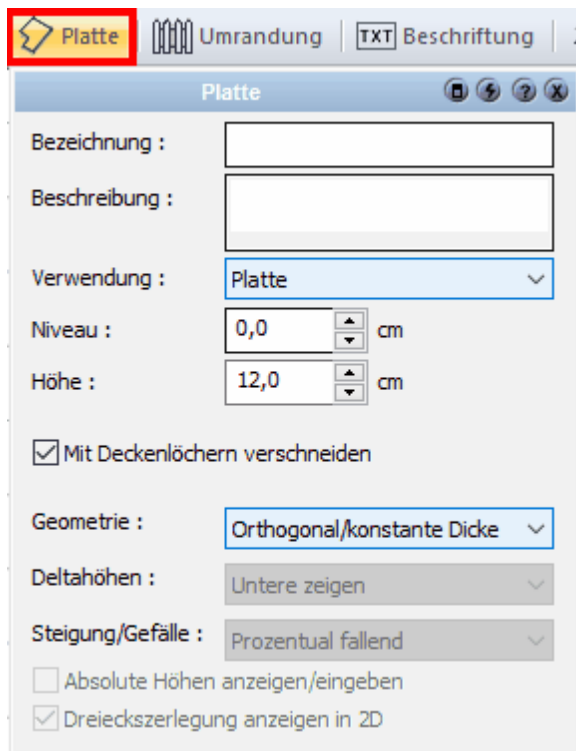 Platte Umrandung TXT Beschriftung
Platte
Bezeichnung :
Beschreibung :
Verwendung : Platte
Niveau : 0,0 cm
Höhe : 12,0 cm
Mit Deckenlöchern verschneiden
Geometrie : Orthogonal/konstante Dicke
Deltahöhen : Untere zeigen
Steigung/Gefälle : Prozentual fallend
Absolute Höhen anzeigen/eingeben
Dreieckszerlegung anzeigen in 2D